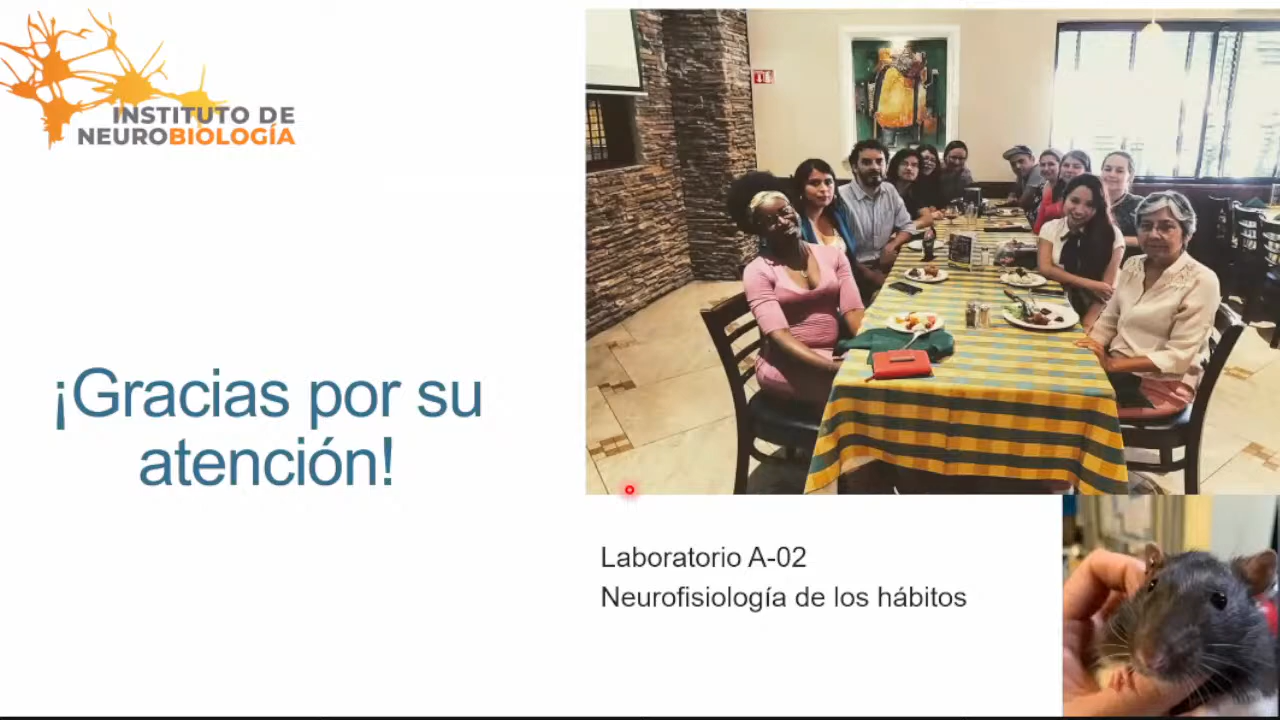 INSTITUTO DE
NEUROBIOLOGÍA
¡Gracias por su
atención!
Laboratorio A-02
Neurofisiología de los hábitos